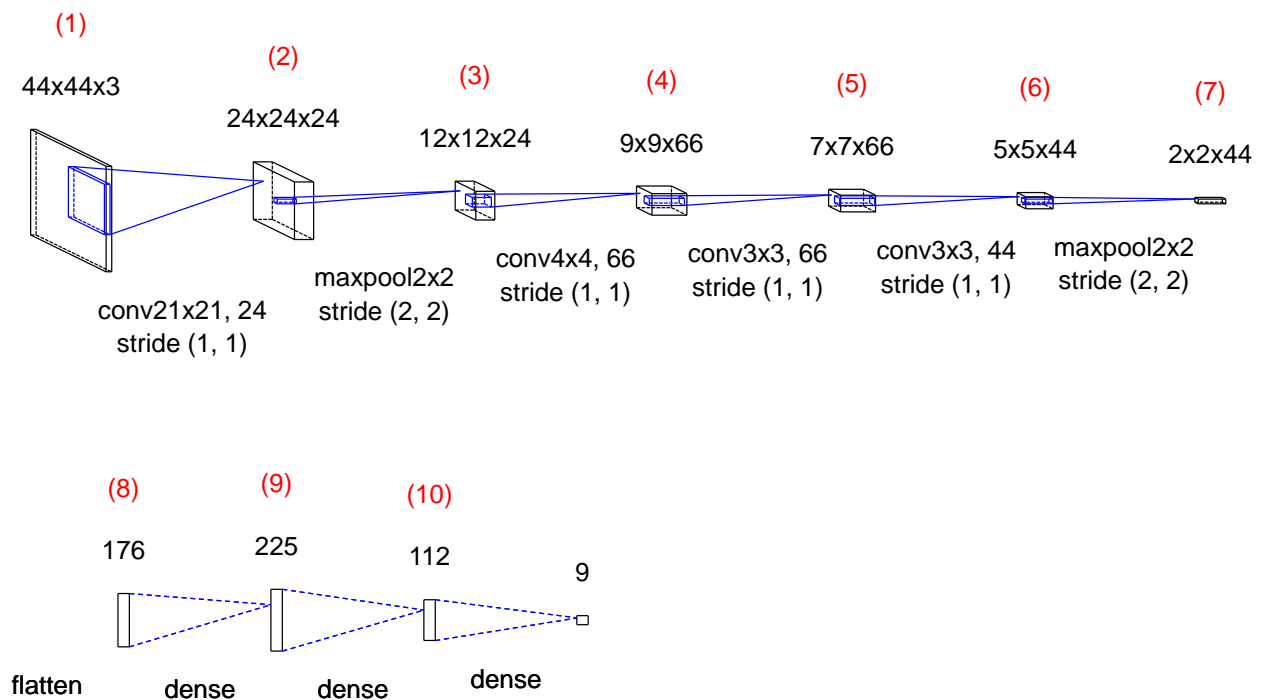 (1)
(2)
(3)
(4)
(5)
(6)
(7)
44x44x3
24x24x24
12x12x24
9x9x66
7x7x66
5x5x44
2x2x44
conv21x21, 24
stride (1, 1)
maxpool2x2
stride (2, 2)
conv4x4, 66
stride (1, 1)
conv3x3, 66
stride (1, 1)
conv3x3, 44
stride (1, 1)
maxpool2x2
stride (2, 2)
(8)
(9)
(10)
176
225
112
9
flatten
dense
dense
dense